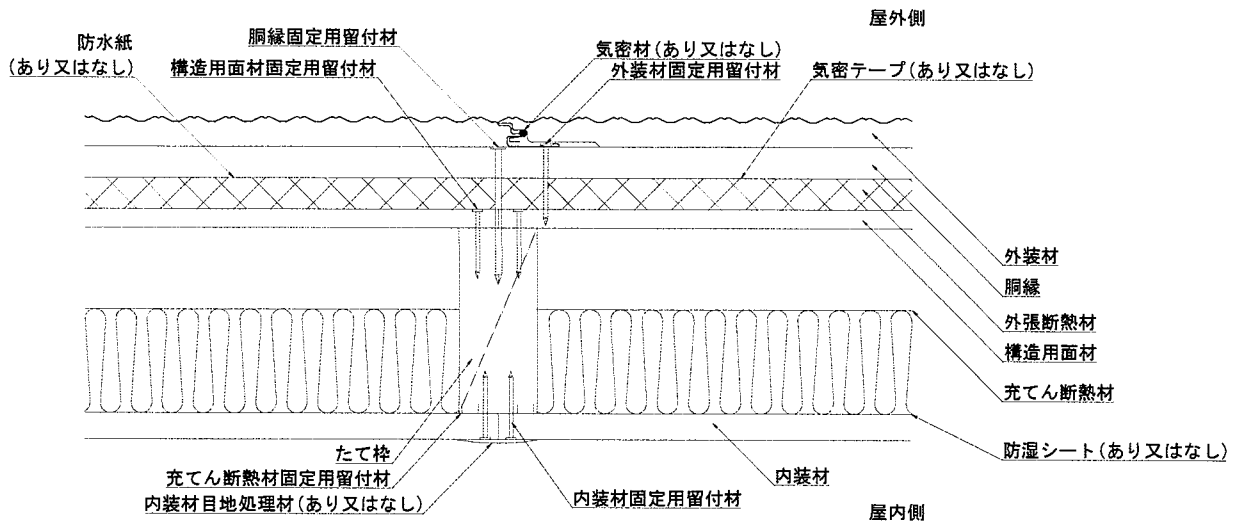 屋外側
防水紙
(あり又はなし)
胴縁固定用留付材
構造用面材固定用留付材
気密材(あり又はなし)
外装材固定用留付材
気密テープ(あり又はなし)
外装材
胴縁
外張断熱材
構造用面材
充てん断熱材
防湿シート(あり又はなし)
たて枠
充てん断熱材固定用留付材
内装材目地処理材(あり又はなし)
内装材固定用留付材
内装材
屋内側